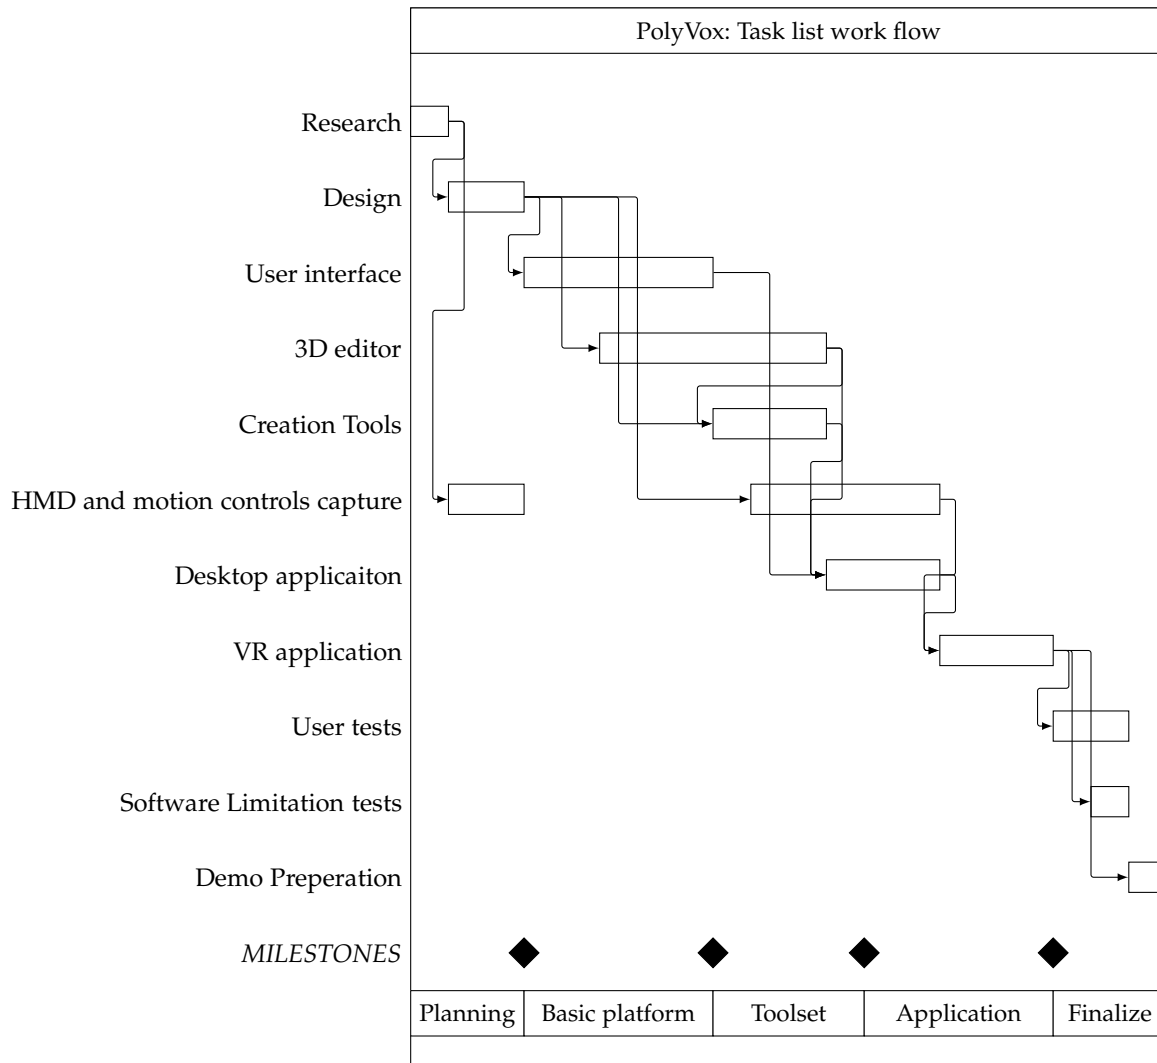 PolyVox: Task list work flow
Research
Design
User interface
3D editor
Creation Tools
HMD and motion controls capture
Desktop applicaiton
VR application
User tests
Software Limitation tests
Demo Preperation
MILESTONES
Planning Basic platform Toolset Application Finalize